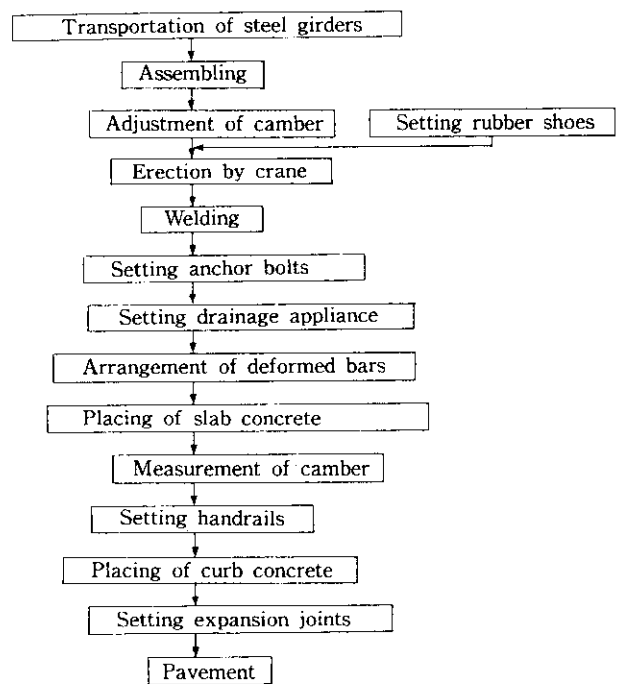 Transportation of steel girders
Assembling
Adjustment of camber
Setting rubber shoes
Erection by crane
Welding
Setting anchor bolts
Setting drainage appliance
Arrangement of deformed bars
Placing of slab concrete
Measurement of camber
Setting handrails
Placing of curb concrete
Setting expansion joints
Pavement